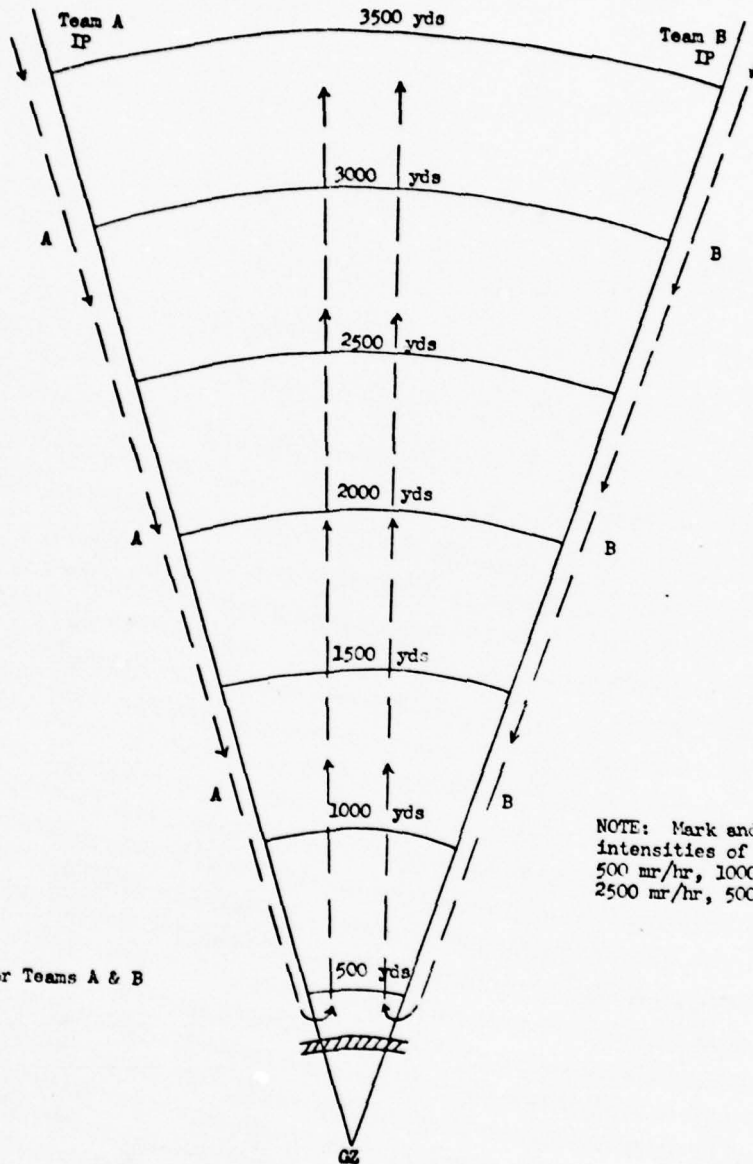 Team A
IP
3500 yds
Team B
IP
3000 yds
A
B
2500 yds
2000 yds
A
B
1500 yds
A
1000 yds
B
NOTE: Mark and
intensities of
500 mr/hr, 1000
2500 mr/hr, 500
500 yds
r Teams A & B
GZ